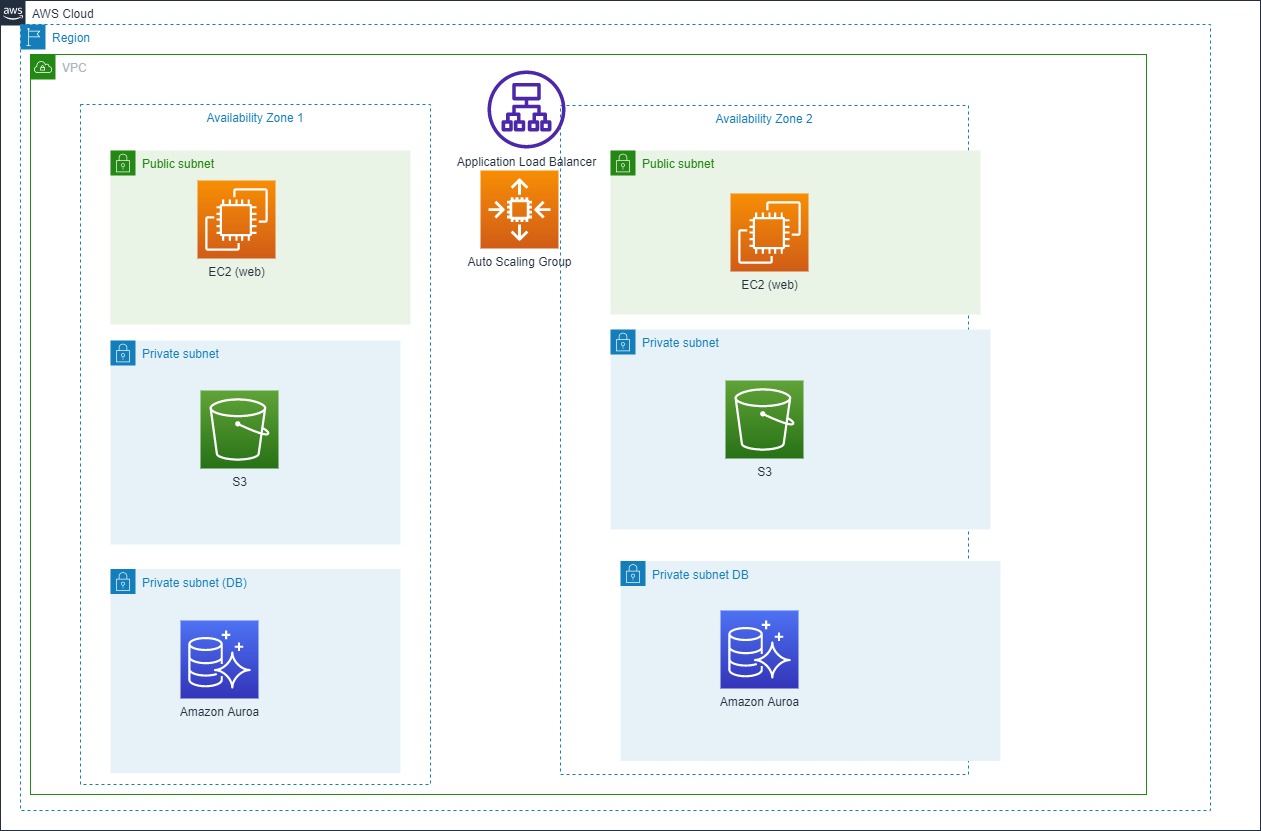 aws
AWS Cloud
Region
VPC
Availability Zone 1
Availability Zone 2
Application Load Balancer
Public subnet
Public subnet
EC2 (web)
Auto Scaling Group
EC2 (web)
Private subnet
Private subnet
S3
S3
Private subnet (DB)
Private subnet DB
Amazon Auroa
Amazon Auroa